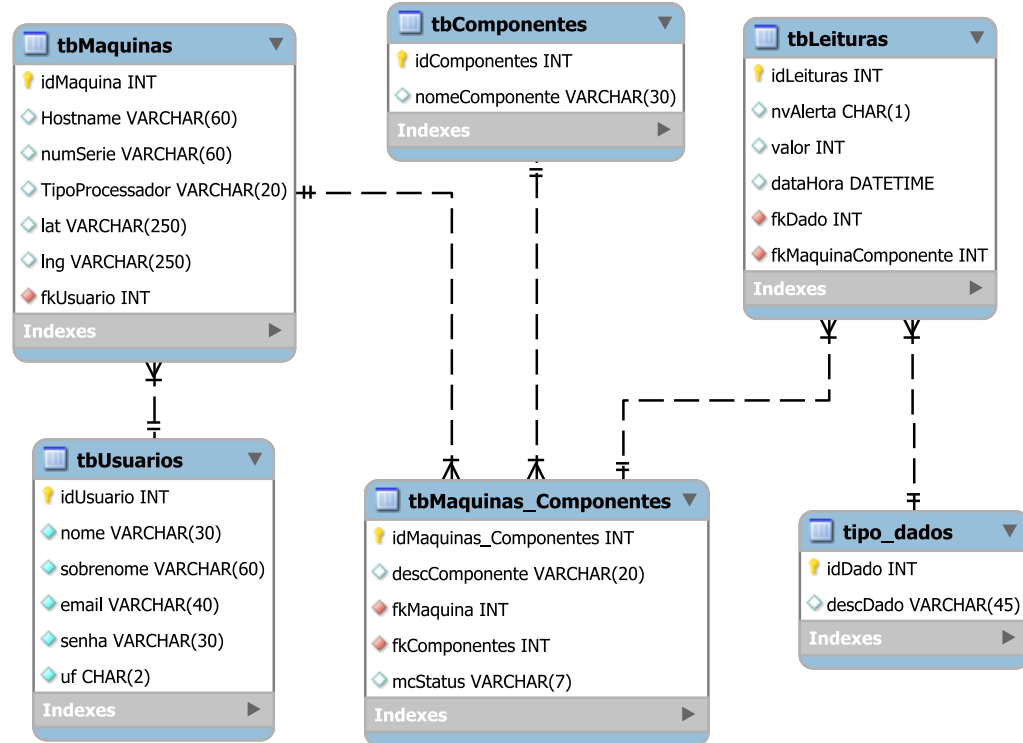 tbMaquinas
idMaquina INT
Hostname VARCHAR(60)
numSerie VARCHAR(60)
TipoProcessador VARCHAR(20)
lat VARCHAR(250)
lng VARCHAR(250)
fkUsuario INT
Indexes
tbComponentes
idComponentes INT
nomeComponente VARCHAR(30)
Indexes
tbLeituras
idLeituras INT
nvAlerta CHAR(1)
valor INT
dataHora DATETIME
fkDado INT
fkMaquinaComponente INT
Indexes
tbUsuarios
idUsuario INT
nome VARCHAR(30)
sobrenome VARCHAR(60)
email VARCHAR(40)
senha VARCHAR(30)
uf CHAR(2)
Indexes
tbMaquinas_Componentes
idMaquinas_Componentes INT
descComponente VARCHAR(20)
fkMaquina INT
fkComponentes INT
mcStatus VARCHAR(7)
Indexes
tipo_dados
idDado INT
descDado VARCHAR(45)
Indexes